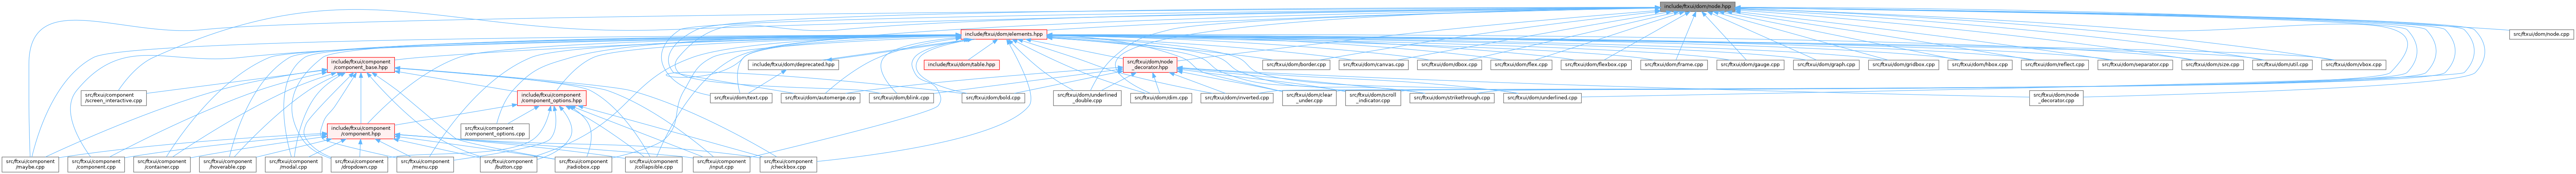 include/ftxui/dom/node.hpp
include/ftxui/dom/elements.hpp
src/ftxui/dom/node.cpp
include/ftxui/component
/component_base.hpp
include/ftxui/dom/deprecated.hpp
include/ftxui/dom/table.hpp
src/ftxui/dom/node
_decorator.hpp
src/ftxui/dom/border.cpp
src/ftxui/dom/canvas.cpp
src/ftxui/dom/dbox.cpp
src/ftxui/dom/flex.cpp
src/ftxui/dom/flexbox.cpp
src/ftxui/dom/frame.cpp
src/ftxui/dom/gauge.cpp
src/ftxui/dom/graph.cpp
src/ftxui/dom/gridbox.cpp
src/ftxui/dom/hbox.cpp
src/ftxui/dom/reflect.cpp
src/ftxui/dom/separator.cpp
src/ftxui/dom/size.cpp
src/ftxui/dom/util.cpp
src/ftxui/dom/vbox.cpp
src/ftxui/component
/screen_interactive.cpp
include/ftxui/component
/component_options.hpp
src/ftxui/dom/text.cpp
src/ftxui/dom/automerge.cpp
src/ftxui/dom/blink.cpp
src/ftxui/dom/bold.cpp
src/ftxui/dom/underlined
_double.cpp
src/ftxui/dom/dim.cpp
src/ftxui/dom/inverted.cpp
src/ftxui/dom/clear
_under.cpp
src/ftxui/dom/scroll
_indicator.cpp
src/ftxui/dom/strikethrough.cpp
src/ftxui/dom/underlined.cpp
src/ftxui/dom/node
_decorator.cpp
include/ftxui/component
/component.hpp
src/ftxui/component
/component_options.cpp
src/ftxui/component
/maybe.cpp
src/ftxui/component
/component.cpp
src/ftxui/component
/container.cpp
src/ftxui/component
/hoverable.cpp
src/ftxui/component
/modal.cpp
src/ftxui/component
/dropdown.cpp
src/ftxui/component
/menu.cpp
src/ftxui/component
/button.cpp
src/ftxui/component
/radiobox.cpp
src/ftxui/component
/collapsible.cpp
src/ftxui/component
/input.cpp
src/ftxui/component
/checkbox.cpp